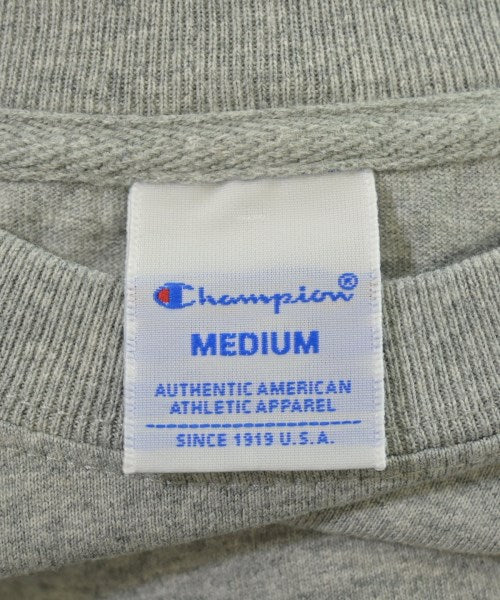 Champion®
MEDIUM
AUTHENTIC AMERICAN
ATHLETIC APPAREL
SINCE 1919 U.S.A.